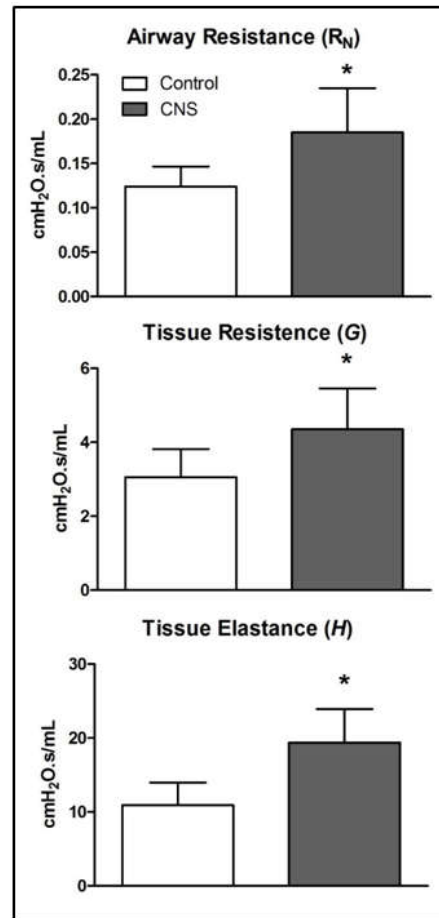 Airway Resistance (R_N)
*
0.25
0.20
0.15
0.10
0.05
0.00
cmH₂O.s/mL
Control
CNS
Tissue Resistence (G)
*
6
4
2
0
cmH₂O.s/mL
Tissue Elastance (H)
*
30
20
10
0
cmH₂O.s/mL